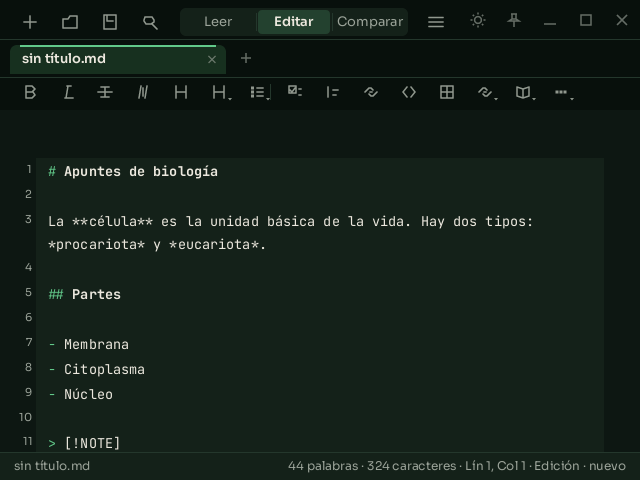 Leer Editar Comparar
sin título.md
1 # Apuntes de biología
2
3 La **célula** es la unidad básica de la vida. Hay dos tipos:
*procariota* y *eucariota*.
4
5 ## Partes
6
7 - Membrana
8 - Citoplasma
9 - Núcleo
10
11 > [!NOTE]
sin título.md 44 palabras · 324 caracteres · Lín 1, Col 1 · Edición · nuevo